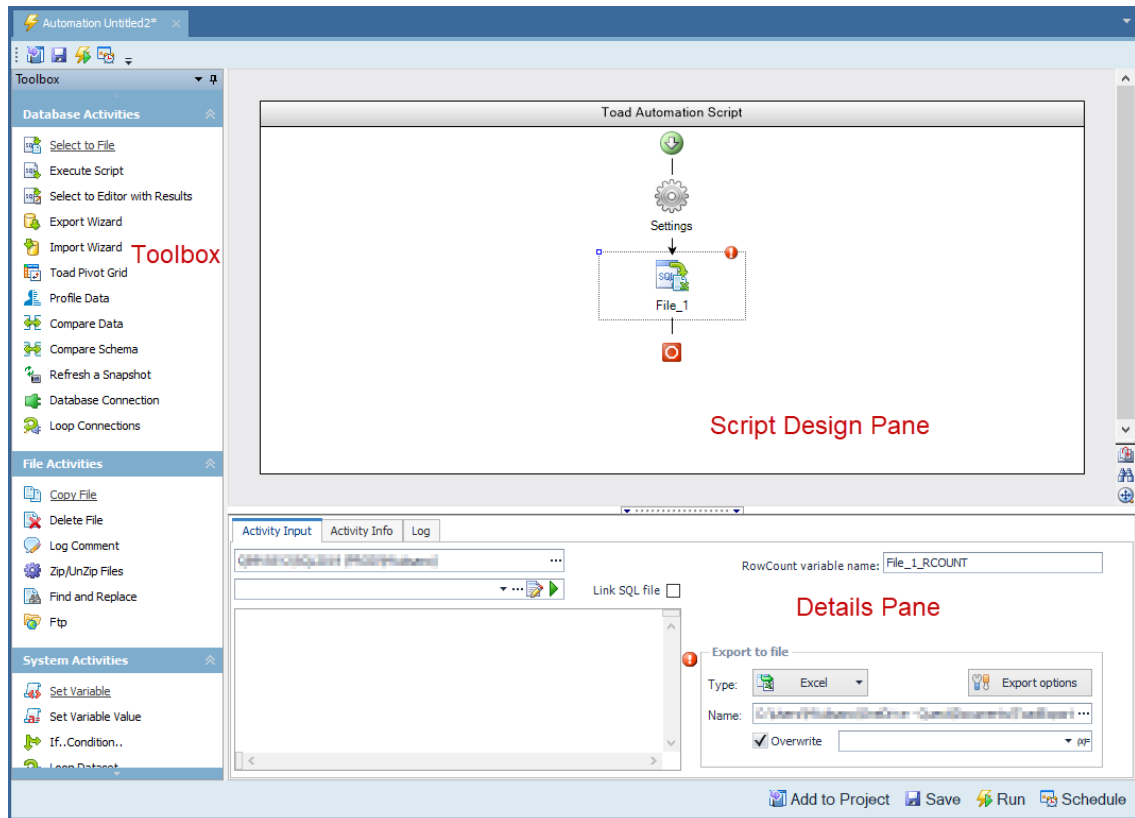 Automation Untitled2*
Toolbox
Database Activities
Select to File
Execute Script
Select to Editor with Results
Export Wizard
Import Wizard
Toad Pivot Grid
Profile Data
Compare Data
Compare Schema
Refresh a Snapshot
Database Connection
Loop Connections
File Activities
Copy File
Delete File
Log Comment
Zip/UnZip Files
Find and Replace
Ftp
System Activities
Set Variable
Set Variable Value
If..Condition..
Loop Dataset
Toolbox
Toad Automation Script
Settings
SQL
File_1
Script Design Pane
Activity Input Activity Info Log
RowCount variable name: File_1_RCOUNT
Link SQL file
Details Pane
Export to file
Type: Excel Export options
Name:
Overwrite
Add to Project Save Run Schedule